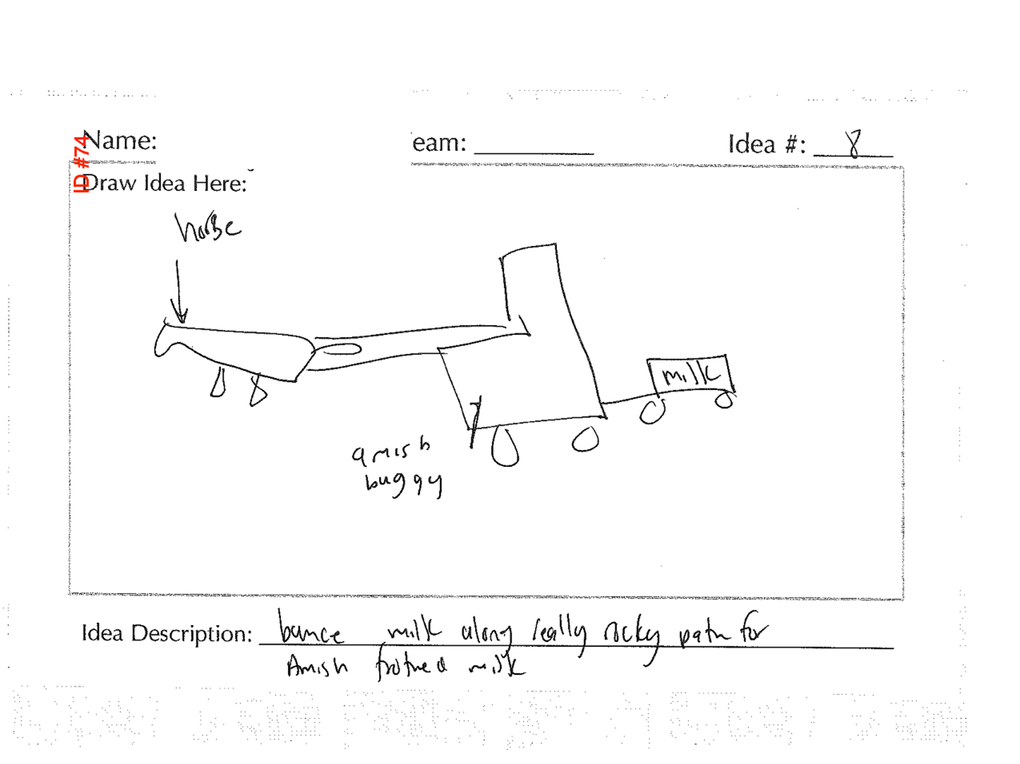 ID #74
Name:
eam:
Idea #: 8
Draw Idea Here:
horse
milk
amish
buggy
Idea Description: bounce milk along really rocky path for
Amish frothed milk